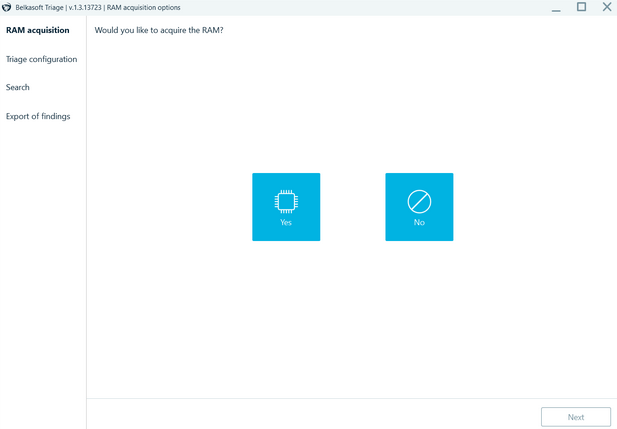 Belkasoft Triage | v.1.3.13723 | RAM acquisition options
RAM acquisition
Triage configuration
Search
Export of findings
Would you like to acquire the RAM?
Yes
No
Next